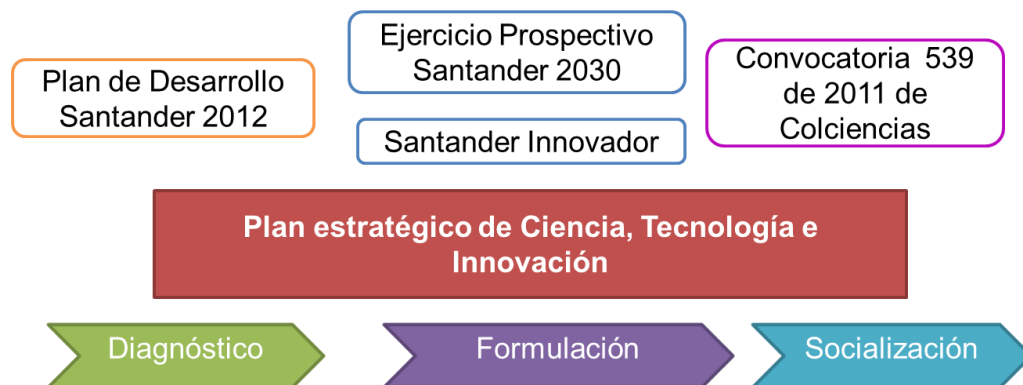 Plan de Desarrollo
Santander 2012
Ejercicio Prospectivo
Santander 2030
Santander Innovador
Convocatoria 539
de 2011 de
Colciencias
Plan estratégico de Ciencia, Tecnología e
Innovación
Diagnóstico
Formulación
Socialización